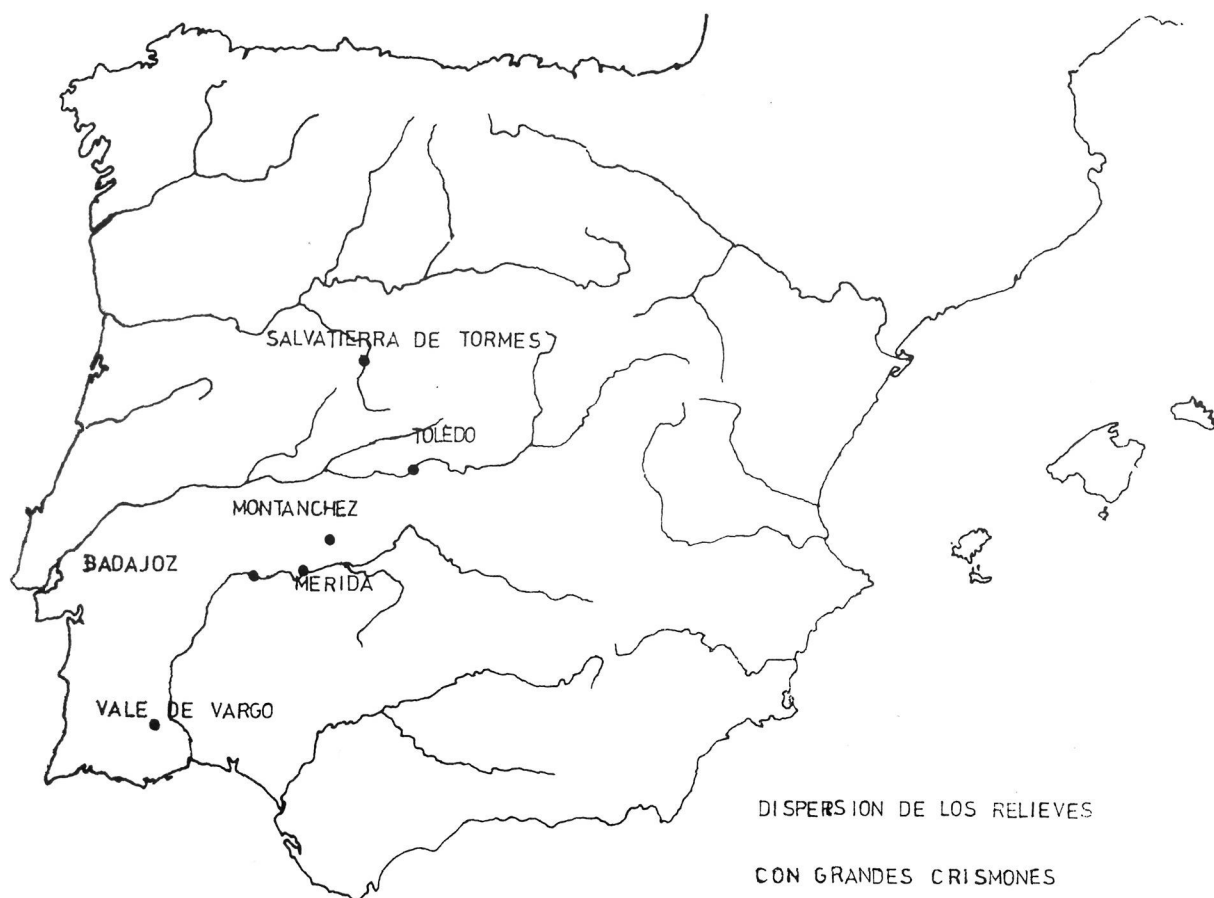 SALVATIERRA DE TORMES
TOLEDO
MONTANCHEZ
BADAJOZ
MERIDA
VALE DE VARGO
DISPERSION DE LOS RELIEVES
CON GRANDES CRISMONES